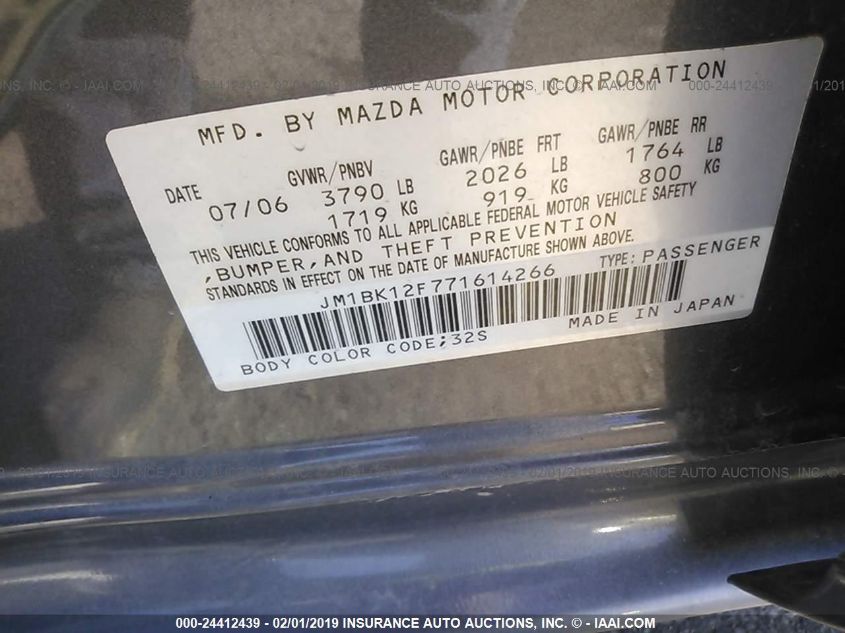 MFD. BY MAZDA MOTOR CORPORATION
DATE GVWR/PNBV GAWR/PNBE FRT GAWR/PNBE RR
07/06 3790 LB 2026 LB 1764 LB
1719 KG 919 KG 800 KG
THIS VEHICLE CONFORMS TO ALL APPLICABLE FEDERAL MOTOR VEHICLE SAFETY
,BUMPER,AND THEFT PREVENTION
STANDARDS IN EFFECT ON THE DATE OF MANUFACTURE SHOWN ABOVE.
JM1BK12F771614266 TYPE: PASSENGER
BODY COLOR CODE;32S MADE IN JAPAN
000-24412439 - 02/01/2019 INSURANCE AUTO AUCTIONS, INC. - © IAAI.COM